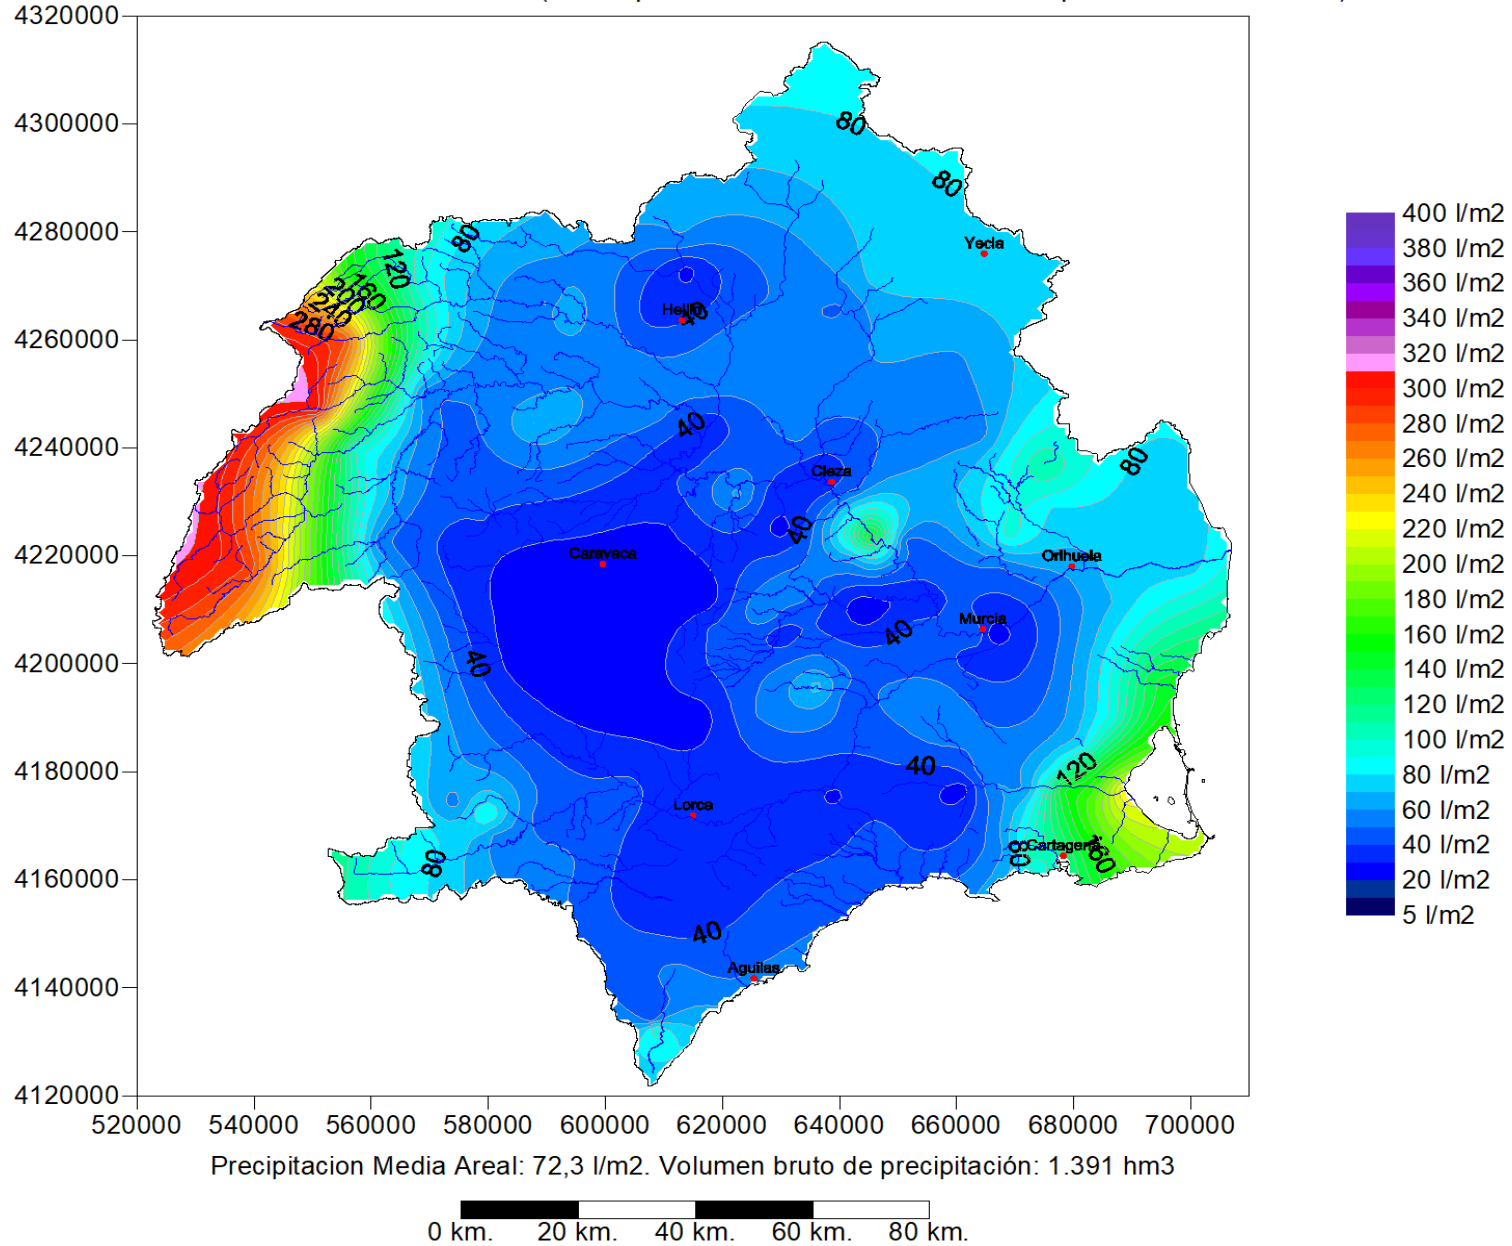 4320000
4300000
4280000
4260000
4240000
4220000
4200000
4180000
4160000
4140000
4120000
520000 540000 560000 580000 600000 620000 640000 660000 680000 700000
80
80
Yecla
80
120
160
200
240
280
Hellin
40
40
Cieza
80
40
Caravaca
Orihuela
Murcia
40
40
40
120
Lorca
80
80
Cartagena
160
40
Aguilas
400 l/m2
380 l/m2
360 l/m2
340 l/m2
320 l/m2
300 l/m2
280 l/m2
260 l/m2
240 l/m2
220 l/m2
200 l/m2
180 l/m2
160 l/m2
140 l/m2
120 l/m2
100 l/m2
80 l/m2
60 l/m2
40 l/m2
20 l/m2
5 l/m2
Precipitacion Media Areal: 72,3 l/m2. Volumen bruto de precipitación: 1.391 hm3
0 km. 20 km. 40 km. 60 km. 80 km.